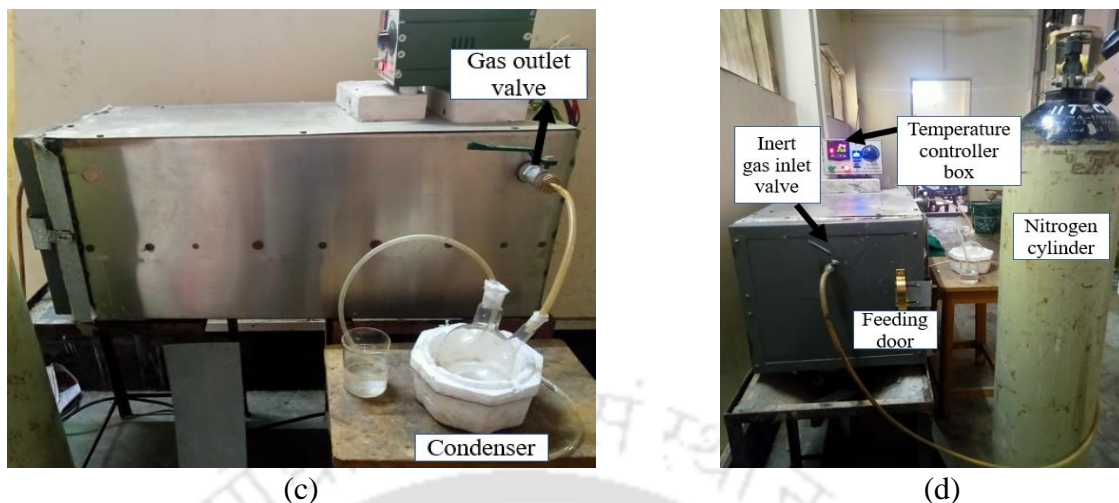 Gas outlet
valve
Condenser
(c)
Inert
gas inlet
valve
Temperature
controller
box
Nitrogen
cylinder
Feeding
door
(d)